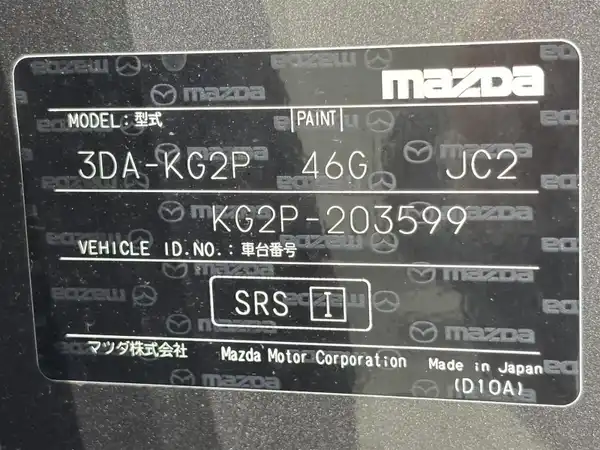 mazda
MODEL:型式 PAINT
3DA-KG2P 46G JC2
KG2P-203599
VEHICLE ID.NO.:車台番号
SRS I
マツダ株式会社 Mazda Motor Corporation Made in Japan
(D10A)